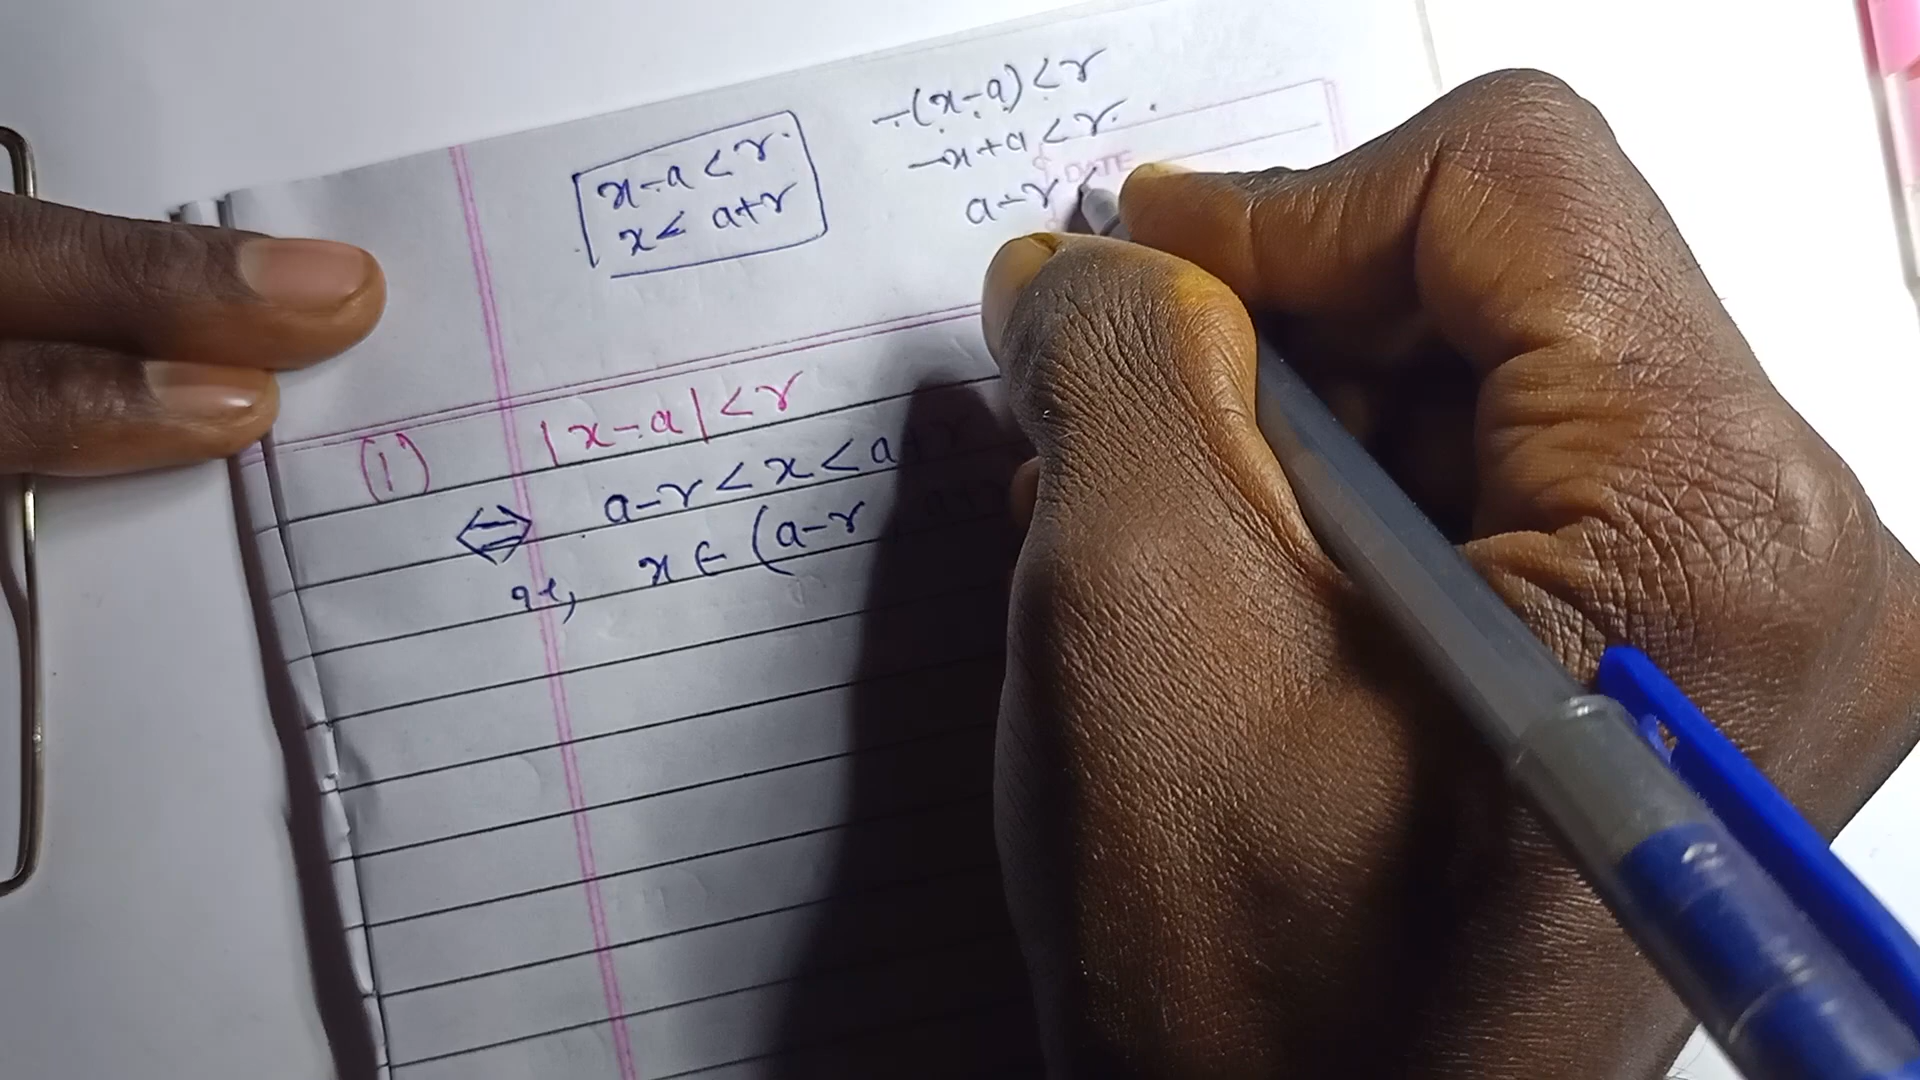 x-a<r
x< a+r
-(x-a)<r
-x+a<r
a-r <
DATE
(1) |x-a|<r
⇔ a-r<x<a+r
x∈(a-r, a+r